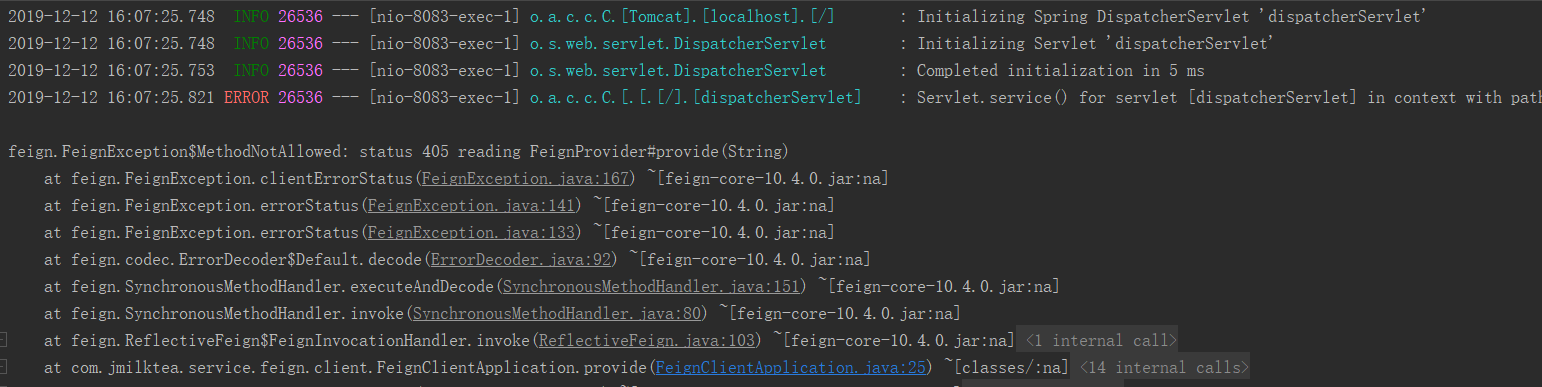 2019-12-12 16:07:25.748  INFO 26536 --- [nio-8083-exec-1] o.a.c.c.C.[Tomcat].[localhost].[/]       : Initializing Spring DispatcherServlet 'dispatcherServlet'
2019-12-12 16:07:25.748  INFO 26536 --- [nio-8083-exec-1] o.s.web.servlet.DispatcherServlet        : Initializing Servlet 'dispatcherServlet'
2019-12-12 16:07:25.753  INFO 26536 --- [nio-8083-exec-1] o.s.web.servlet.DispatcherServlet        : Completed initialization in 5 ms
2019-12-12 16:07:25.821 ERROR 26536 --- [nio-8083-exec-1] o.a.c.c.C.[.[.[/].[dispatcherServlet]    : Servlet.service() for servlet [dispatcherServlet] in context with path
feign.FeignException$MethodNotAllowed: status 405 reading FeignProvider#provide(String)
at feign.FeignException.clientErrorStatus(FeignException.java:167) ~[feign-core-10.4.0.jar:na]
at feign.FeignException.errorStatus(FeignException.java:141) ~[feign-core-10.4.0.jar:na]
at feign.FeignException.errorStatus(FeignException.java:133) ~[feign-core-10.4.0.jar:na]
at feign.codec.ErrorDecoder$Default.decode(ErrorDecoder.java:92) ~[feign-core-10.4.0.jar:na]
at feign.SynchronousMethodHandler.executeAndDecode(SynchronousMethodHandler.java:151) ~[feign-core-10.4.0.jar:na]
at feign.SynchronousMethodHandler.invoke(SynchronousMethodHandler.java:80) ~[feign-core-10.4.0.jar:na]
at feign.ReflectiveFeign$FeignInvocationHandler.invoke(ReflectiveFeign.java:103) ~[feign-core-10.4.0.jar:na] <1 internal call>
at com.jmilktea.service.feign.client.FeignClientApplication.provide(FeignClientApplication.java:25) ~[classes/:na] <14 internal calls>